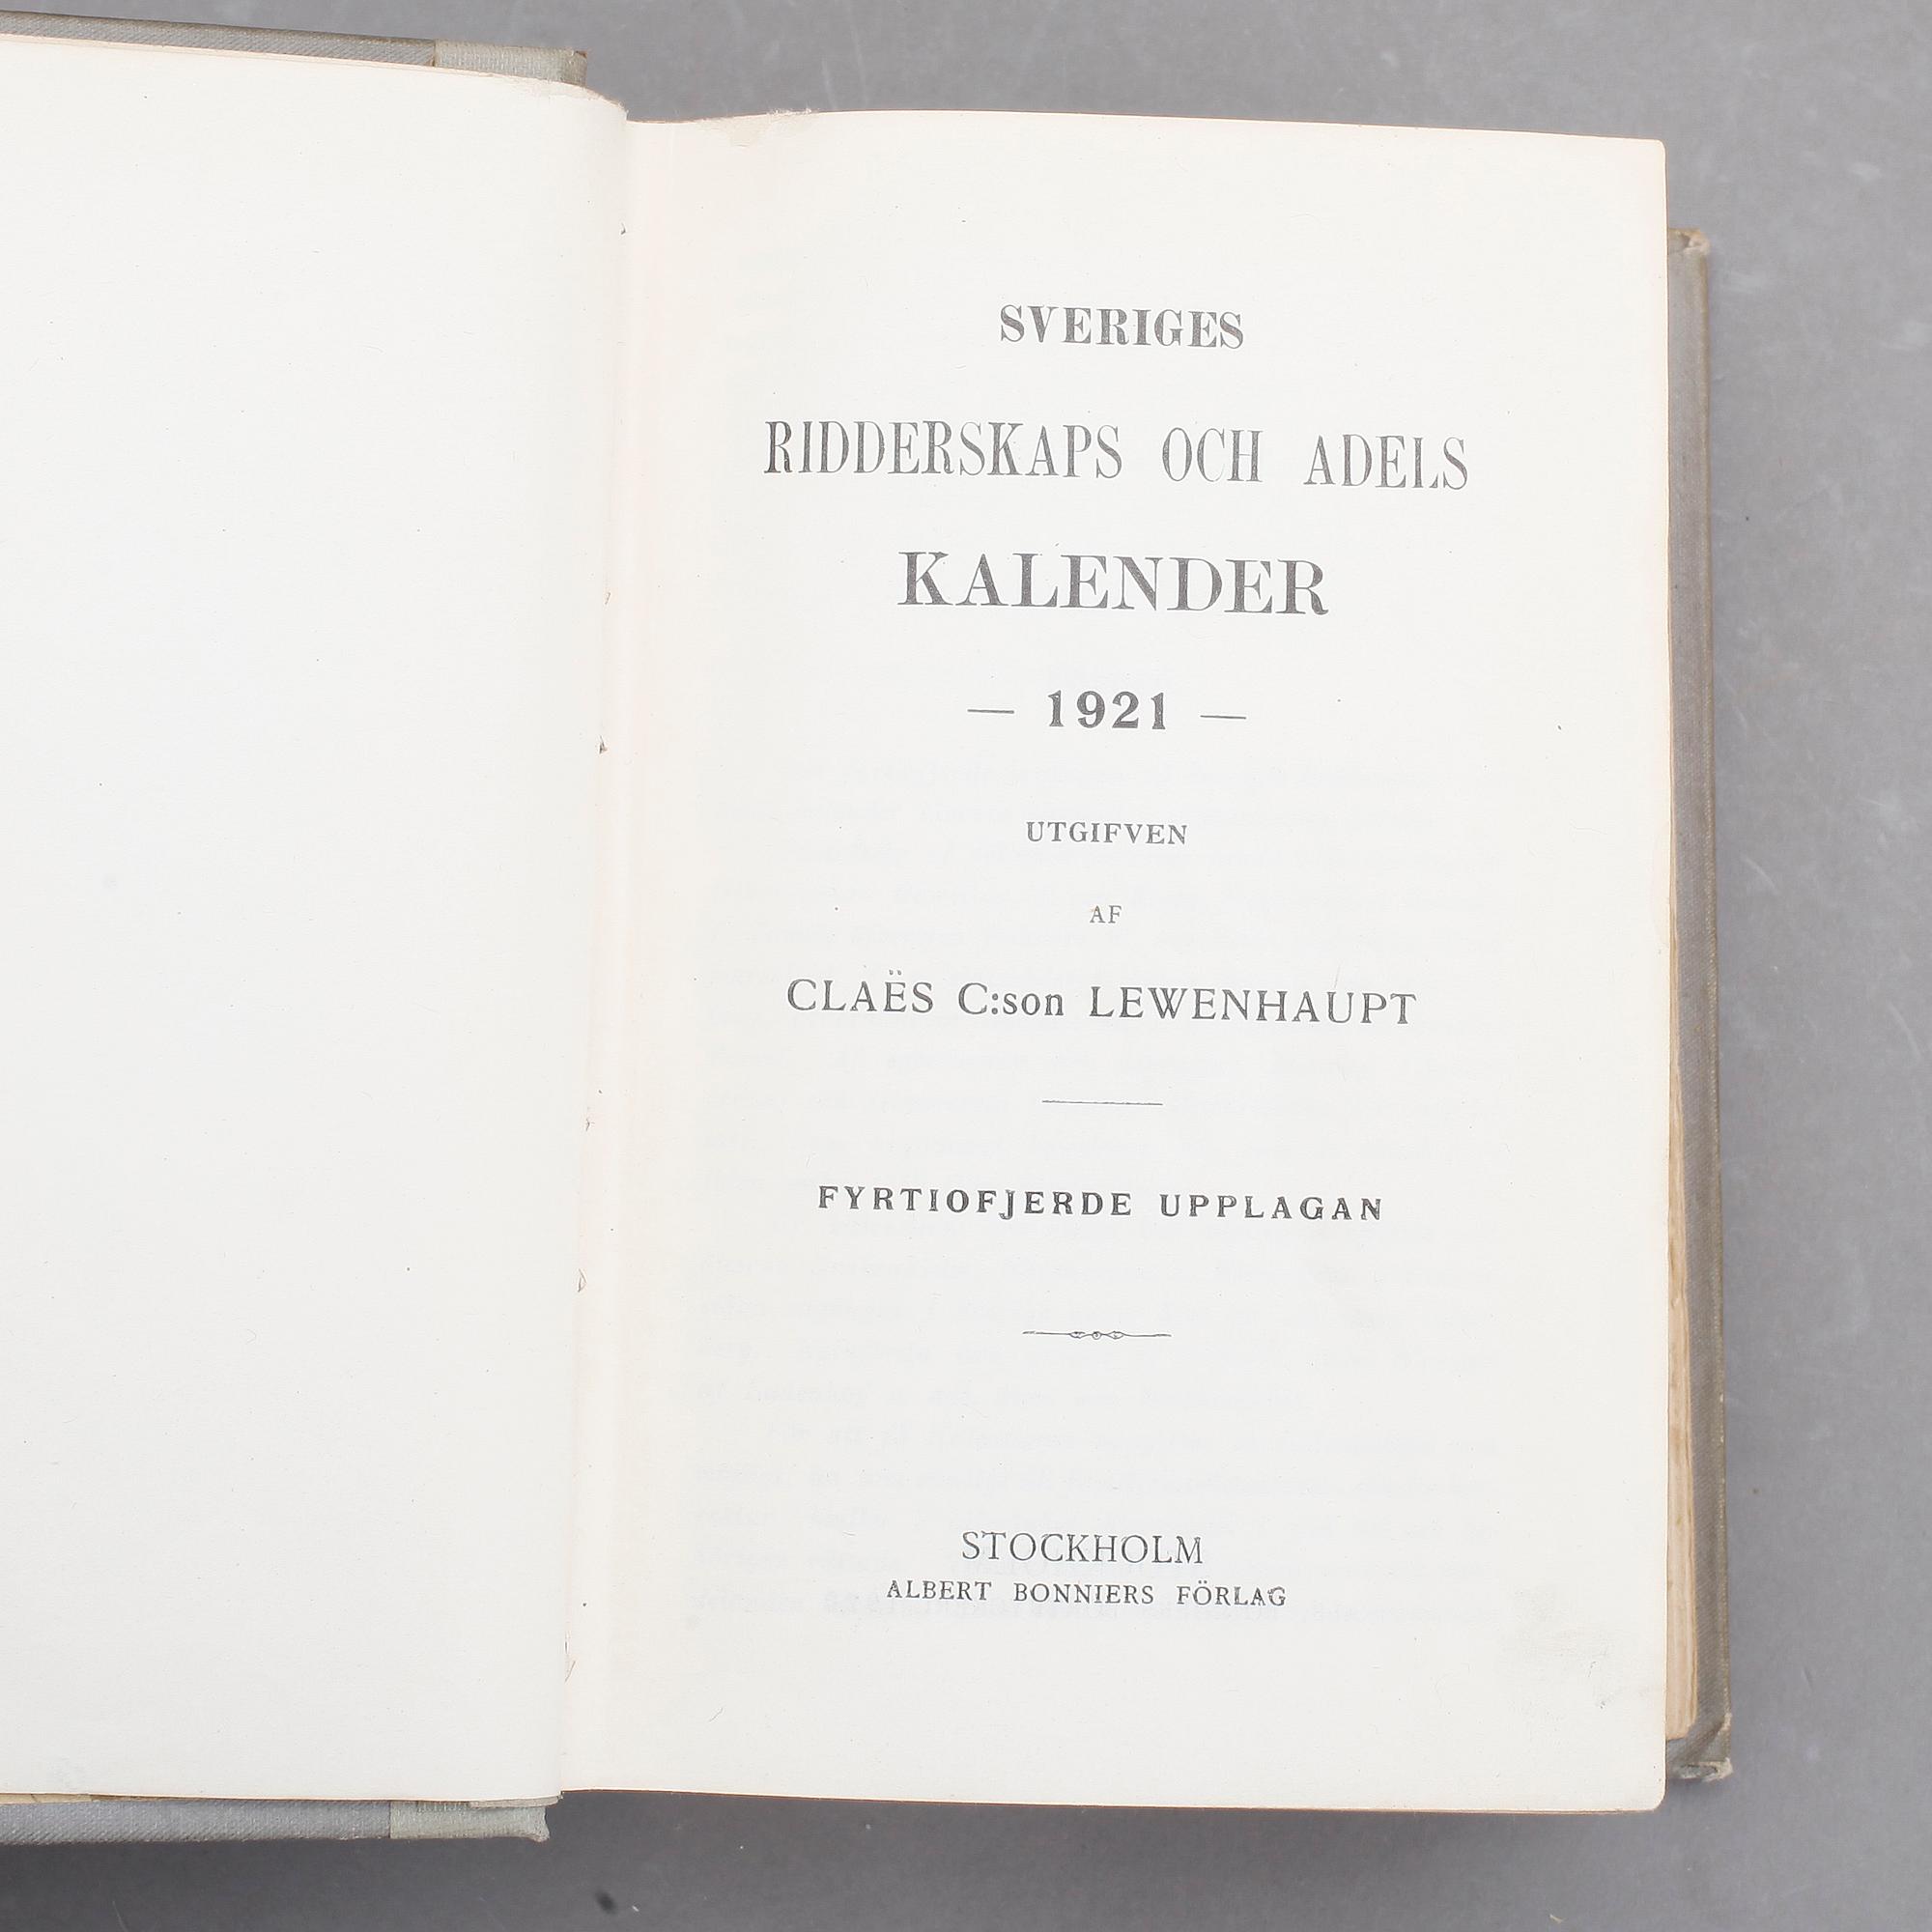 SVERIGES
RIDDERSKAPS OCH ADELS
KALENDER
— 1921 —
UTGIFVEN
AF
CLAËS C:son LEWENHAUPT
FYRTIOFJERDE UPPLAGAN
STOCKHOLM
ALBERT BONNIERS FÖRLAG